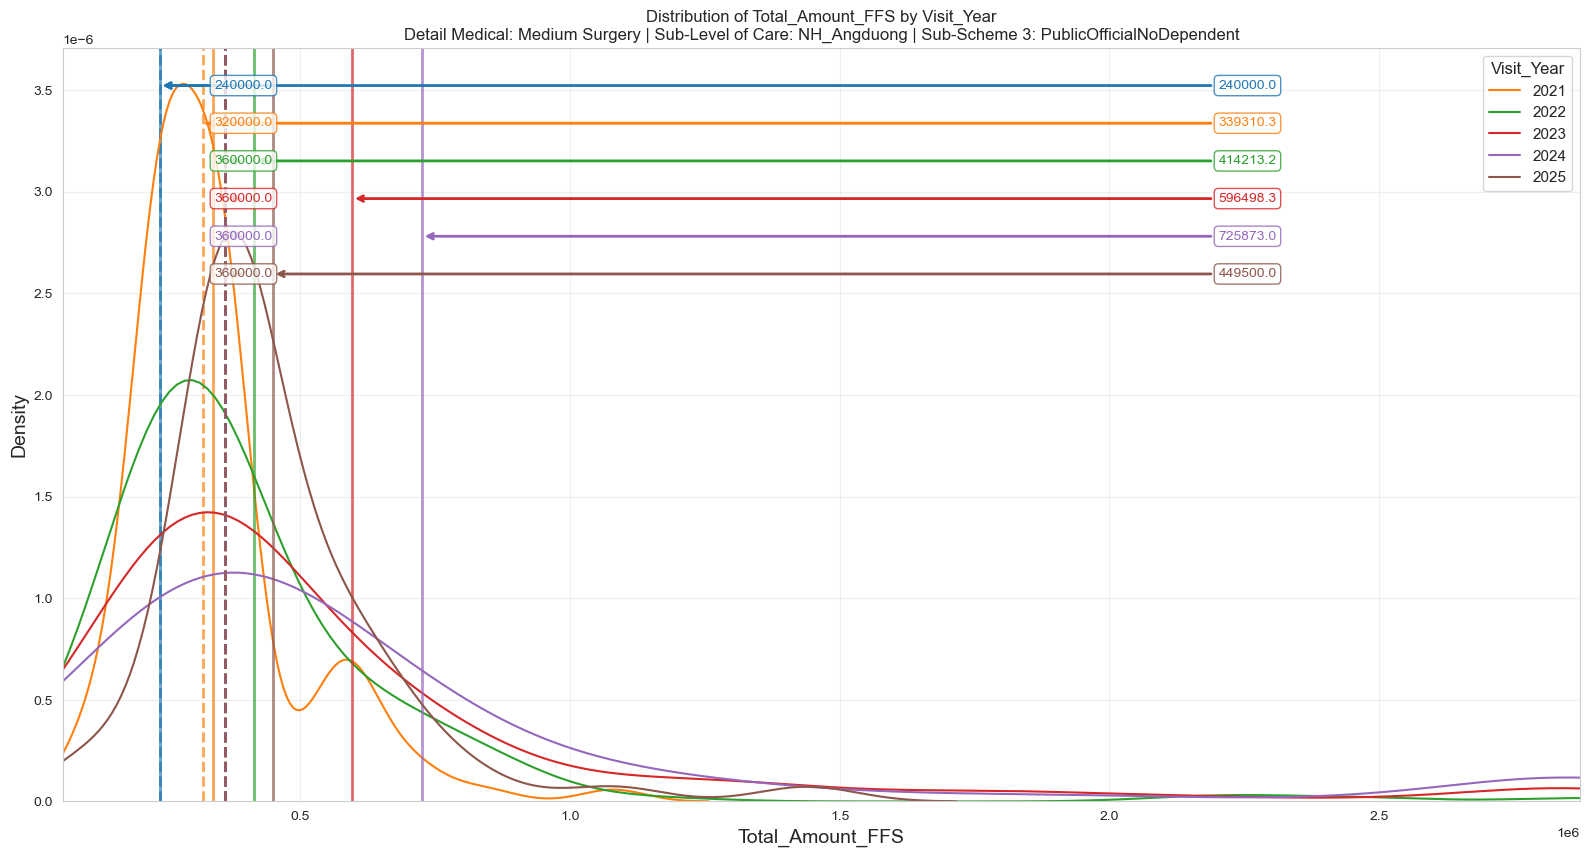 Distribution of Total_Amount_FFS by Visit_Year
Detail Medical: Medium Surgery | Sub-Level of Care: NH_Angduong | Sub-Scheme 3: PublicOfficialNoDependent
1e−6
Visit_Year
2021
2022
2023
2024
2025
240000.0 240000.0
320000.0 339310.3
360000.0 414213.2
360000.0 596498.3
360000.0 725873.0
360000.0 449500.0
3.5
3.0
2.5
2.0
1.5
1.0
0.5
0.0
Density
0.5 1.0 1.5 2.0 2.5
1e6
Total_Amount_FFS